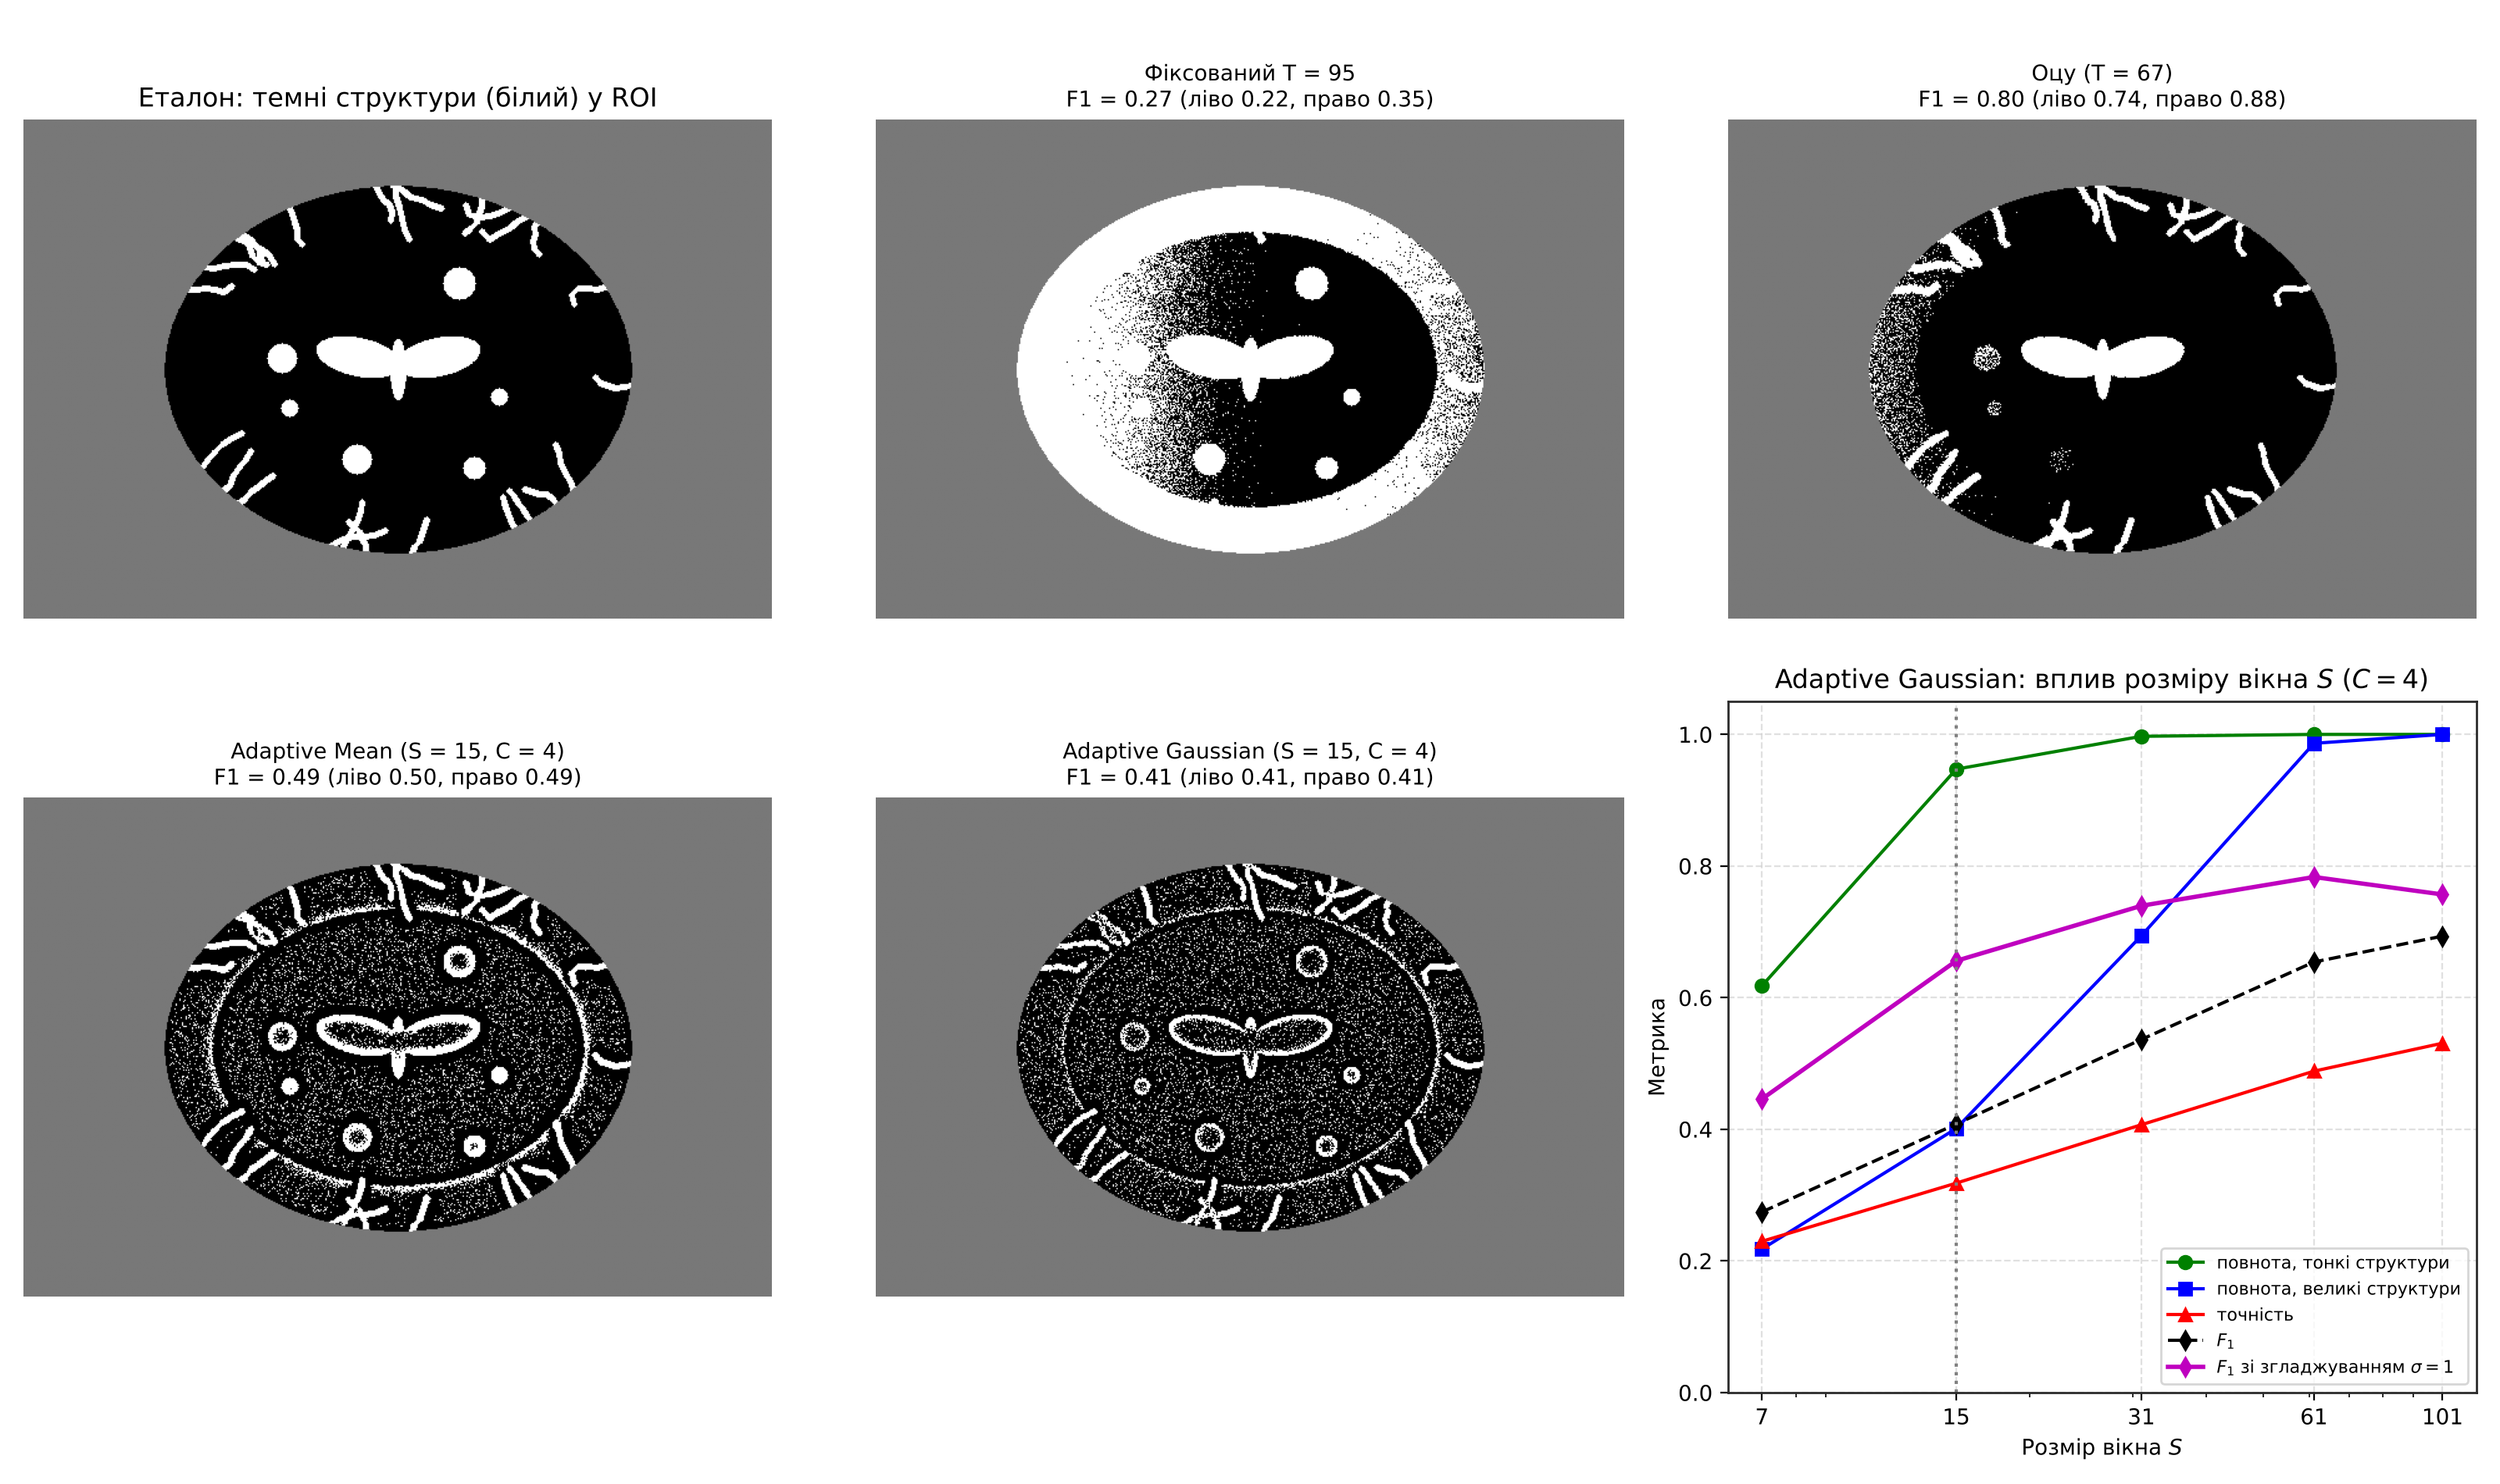 Еталон: темні структури (білий) у ROI
Фіксований T = 95
F1 = 0.27 (ліво 0.22, право 0.35)
Оцу (T = 67)
F1 = 0.80 (ліво 0.74, право 0.88)
Adaptive Mean (S = 15, C = 4)
F1 = 0.49 (ліво 0.50, право 0.49)
Adaptive Gaussian (S = 15, C = 4)
F1 = 0.41 (ліво 0.41, право 0.41)
Adaptive Gaussian: вплив розміру вікна S (C = 4)
Метрика
1.0
0.8
0.6
0.4
0.2
0.0
повнота, тонкі структури
повнота, великі структури
точність
F₁
F₁ зі згладжуванням σ = 1
7 15 31 61 101
Розмір вікна S